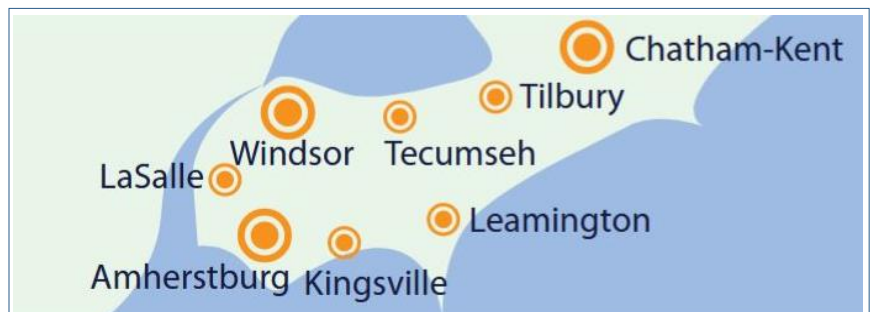 Chatham-Kent
Tilbury
Windsor
Tecumseh
LaSalle
Leamington
Amherstburg
Kingsville